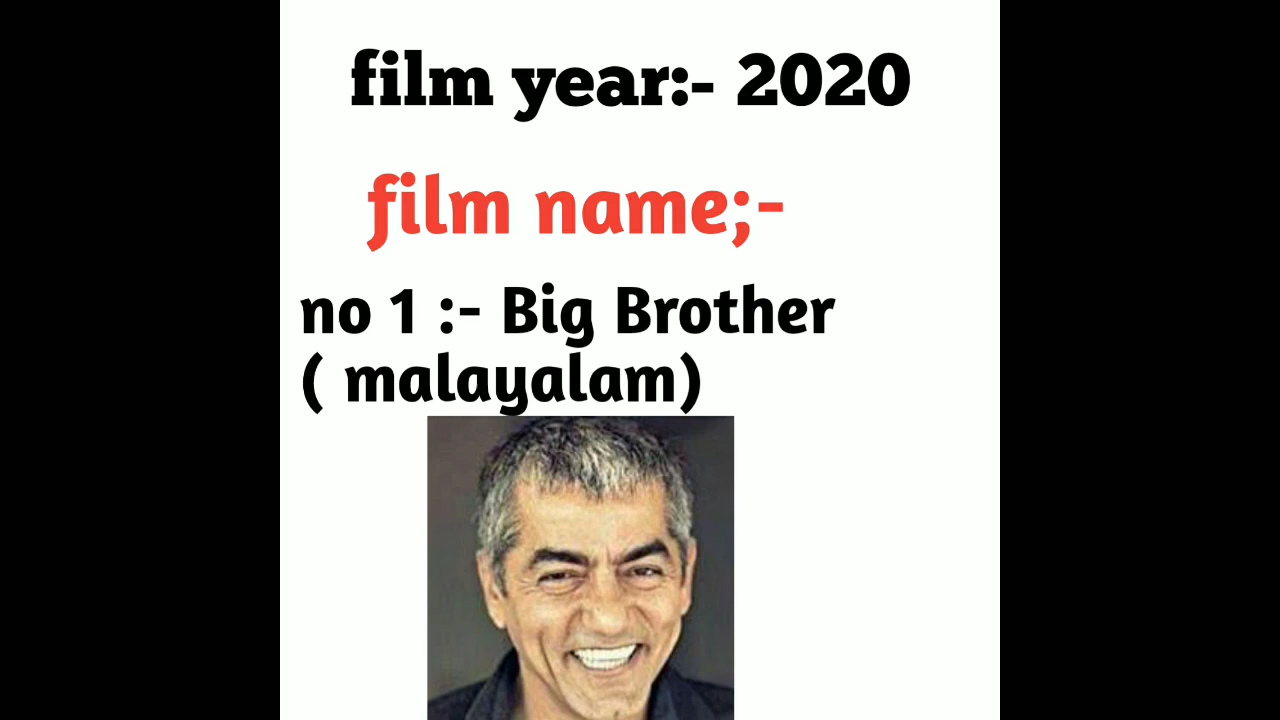 film year:- 2020
film name;-
no 1 :- Big Brother
( malayalam)